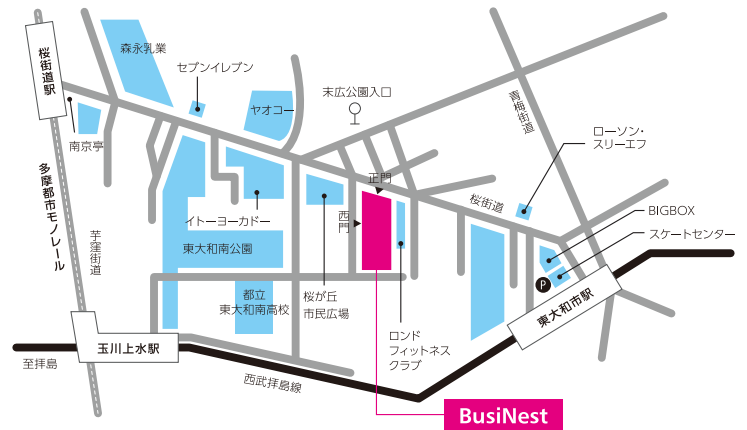 森永乳業
桜街道駅
セブンイレブン
ヤオコー
末広公園入口
青梅街道
ローソン・
スリーエフ
南京亭
多摩都市モノレール
芋窪街道
正門
西門
桜街道
イトーヨーカドー
東大和南公園
BIGBOX
スケートセンター
P
都立
東大和南高校
桜が丘
市民広場
ロンド
フィットネス
クラブ
東大和市駅
玉川上水駅
至拝島
西武拝島線
BusiNest